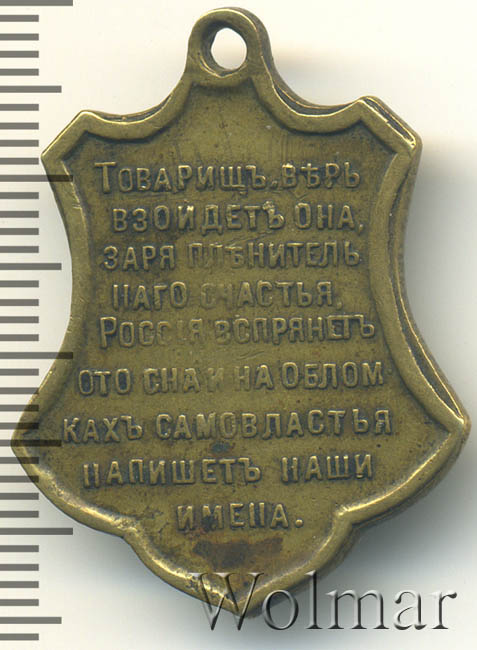 Товарищъ, вѣрь
взойдетъ она,
заря плѣнитель
наго счастья,
Россія вспрянетъ
ото сна и на облом
кахъ самовластья
напишетъ наши
имена.
Wolmar